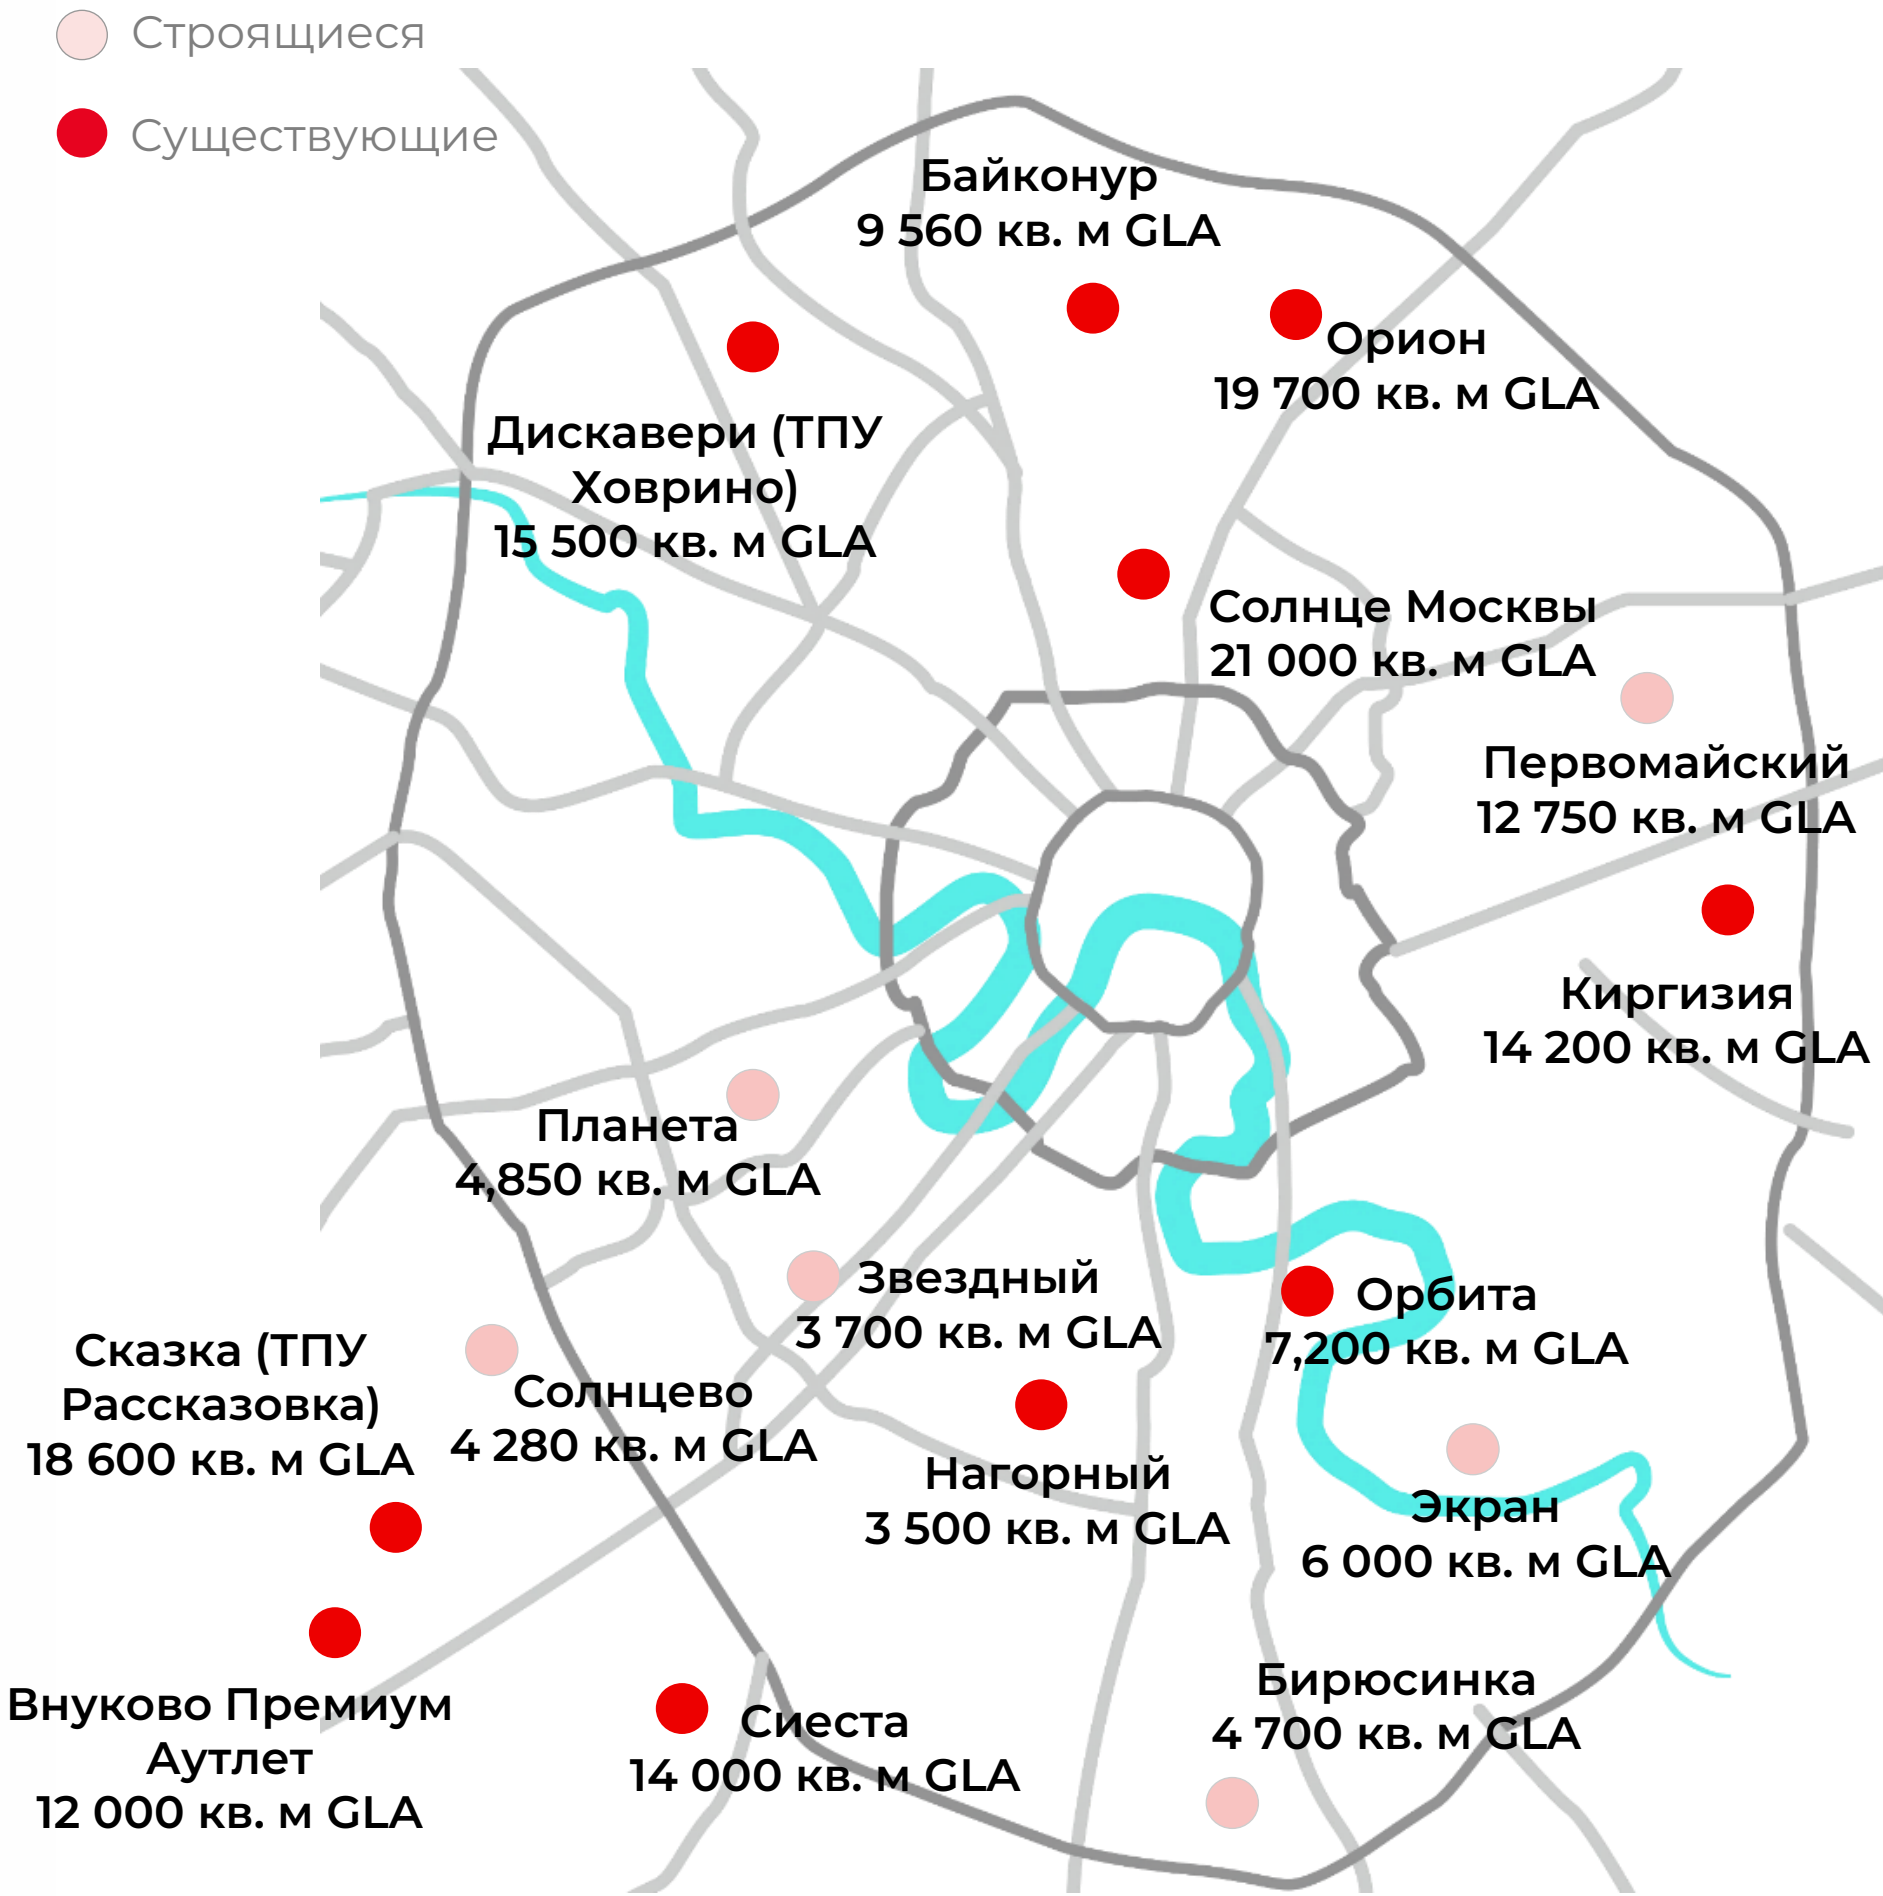 Строящиеся
Существующие
Байконур
9 560 кв. м GLA
Орион
19 700 кв. м GLA
Дискавери (ТПУ
Ховрино)
15 500 кв. м GLA
Солнце Москвы
21 000 кв. м GLA
Первомайский
12 750 кв. м GLA
Киргизия
14 200 кв. м GLA
Планета
4,850 кв. м GLA
Звездный
3 700 кв. м GLA
Орбита
7,200 кв. м GLA
Сказка (ТПУ
Рассказовка)
18 600 кв. м GLA
Солнцево
4 280 кв. м GLA
Нагорный
3 500 кв. м GLA
Экран
6 000 кв. м GLA
Внуково Премиум
Аутлет
12 000 кв. м GLA
Сиеста
14 000 кв. м GLA
Бирюсинка
4 700 кв. м GLA